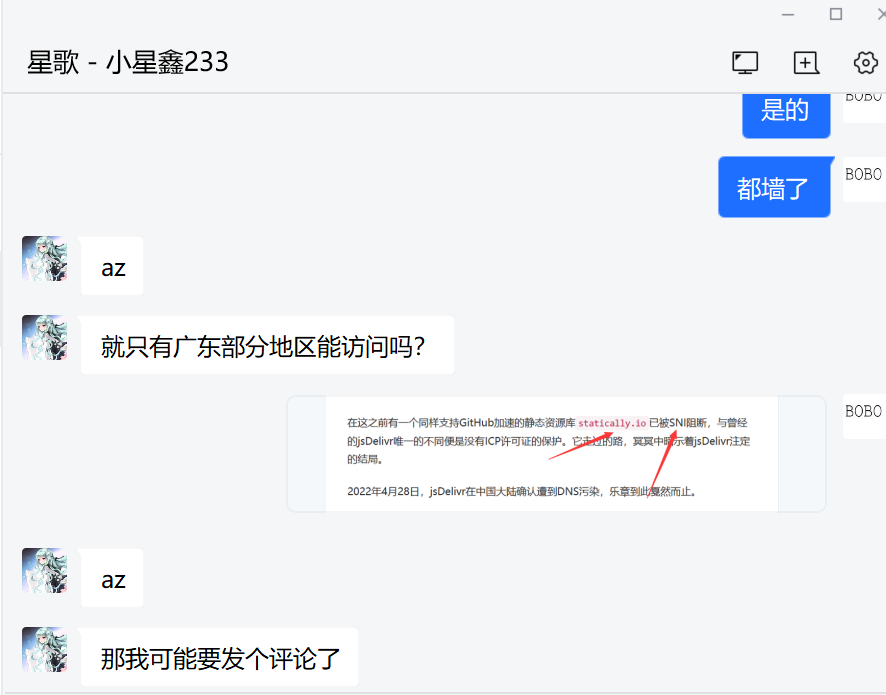 星歌 - 小星鑫233
BOBO
是的
BOBO
都墙了
az
就只有广东部分地区能访问吗？
BOBO
在这之前有一个同样支持GitHub加速的静态资源库 statically.io 已被SNI阻断，与曾经
的jsDelivr唯一的不同便是没有ICP许可证的保护。它走过的路，冥冥中暗示着jsDelivr注定
的结局。
2022年4月28日，jsDelivr在中国大陆确认遭到DNS污染，乐章到此戛然而止。
az
那我可能要发个评论了